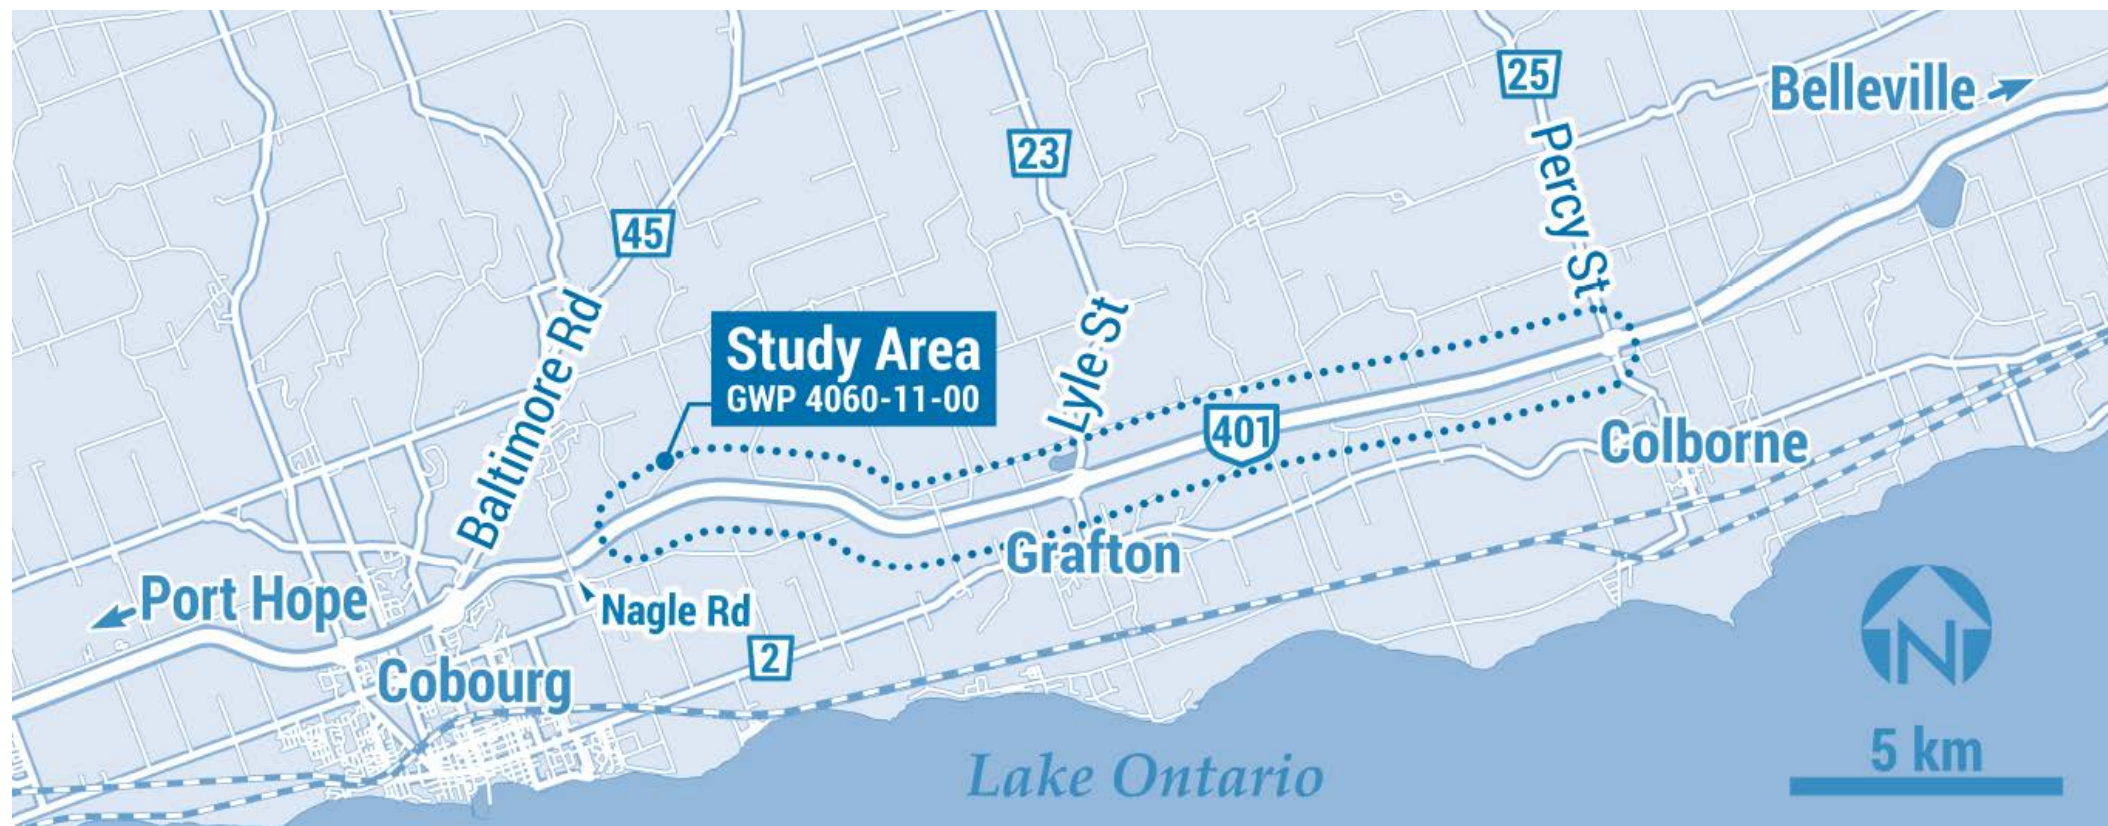 25
Belleville
Percy St
23
45
Baltimore Rd
Study Area
GWP 4060-11-00
Lyle St
401
Colborne
Grafton
Port Hope
Nagle Rd
2
Cobourg
N
5 km
Lake Ontario